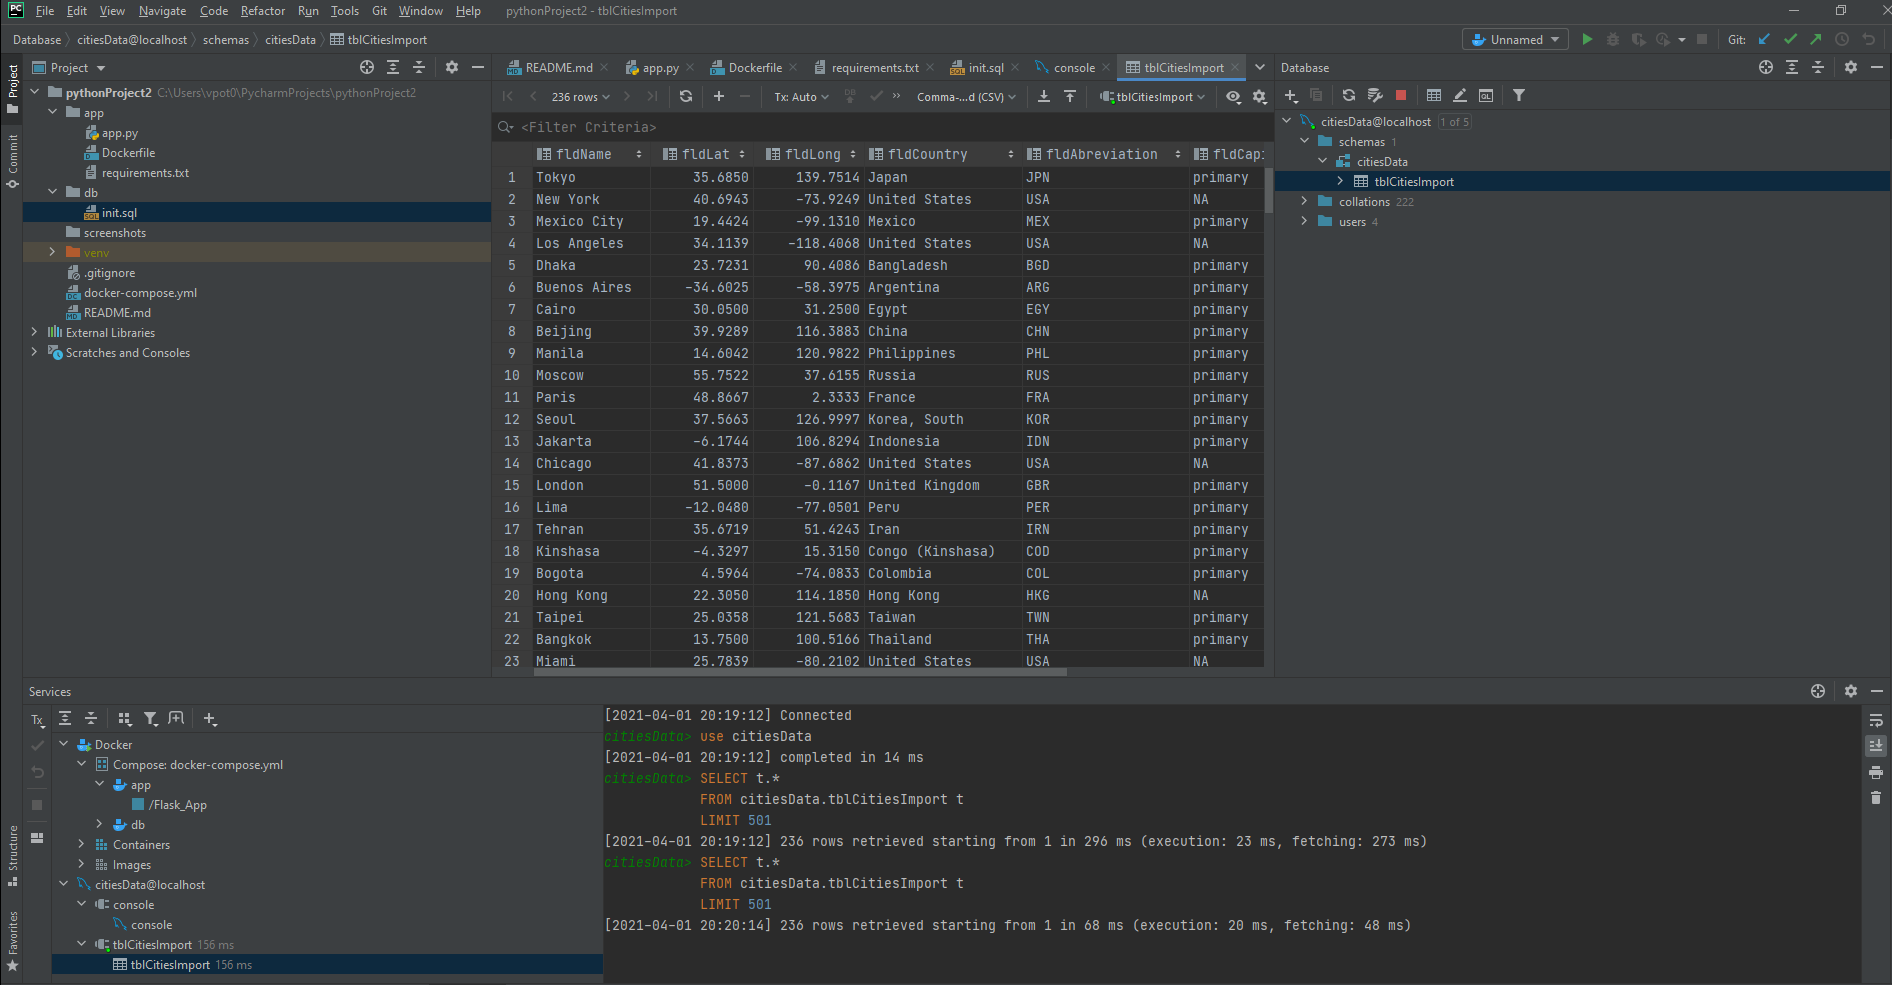 PC File Edit View Navigate Code Refactor Run Tools Git Window Help pythonProject2 - tblCitiesImport
Database citiesData@localhost schemas citiesData tblCitiesImport Unnamed Git:
Project
Commit
Structure
Favorites
Project
pythonProject2 C:\Users\vpot0\PycharmProjects\pythonProject2
app
app.py
Dockerfile
requirements.txt
db
init.sql
screenshots
venv
.gitignore
docker-compose.yml
README.md
External Libraries
Scratches and Consoles
README.md app.py Dockerfile requirements.txt init.sql console tblCitiesImport
236 rows Tx: Auto DB Comma-...d (CSV) tblCitiesImport
<Filter Criteria>
fldName fldLat fldLong fldCountry fldAbreviation fldCapi
1 Tokyo 35.6850 139.7514 Japan JPN primary
2 New York 40.6943 -73.9249 United States USA NA
3 Mexico City 19.4424 -99.1310 Mexico MEX primary
4 Los Angeles 34.1139 -118.4068 United States USA NA
5 Dhaka 23.7231 90.4086 Bangladesh BGD primary
6 Buenos Aires -34.6025 -58.3975 Argentina ARG primary
7 Cairo 30.0500 31.2500 Egypt EGY primary
8 Beijing 39.9289 116.3883 China CHN primary
9 Manila 14.6042 120.9822 Philippines PHL primary
10 Moscow 55.7522 37.6155 Russia RUS primary
11 Paris 48.8667 2.3333 France FRA primary
12 Seoul 37.5663 126.9997 Korea, South KOR primary
13 Jakarta -6.1744 106.8294 Indonesia IDN primary
14 Chicago 41.8373 -87.6862 United States USA NA
15 London 51.5000 -0.1167 United Kingdom GBR primary
16 Lima -12.0480 -77.0501 Peru PER primary
17 Tehran 35.6719 51.4243 Iran IRN primary
18 Kinshasa -4.3297 15.3150 Congo (Kinshasa) COD primary
19 Bogota 4.5964 -74.0833 Colombia COL primary
20 Hong Kong 22.3050 114.1850 Hong Kong HKG NA
21 Taipei 25.0358 121.5683 Taiwan TWN primary
22 Bangkok 13.7500 100.5166 Thailand THA primary
23 Miami 25.7839 -80.2102 United States USA NA
Database
QL
citiesData@localhost 1 of 5
schemas 1
citiesData
tblCitiesImport
collations 222
users 4
Services
Tx
Docker
Compose: docker-compose.yml
app
/Flask_App
db
Containers
Images
citiesData@localhost
console
console
tblCitiesImport 156 ms
tblCitiesImport 156 ms
[2021-04-01 20:19:12] Connected
citiesData> use citiesData
[2021-04-01 20:19:12] completed in 14 ms
citiesData> SELECT t.*
FROM citiesData.tblCitiesImport t
LIMIT 501
[2021-04-01 20:19:12] 236 rows retrieved starting from 1 in 296 ms (execution: 23 ms, fetching: 273 ms)
citiesData> SELECT t.*
FROM citiesData.tblCitiesImport t
LIMIT 501
[2021-04-01 20:20:14] 236 rows retrieved starting from 1 in 68 ms (execution: 20 ms, fetching: 48 ms)